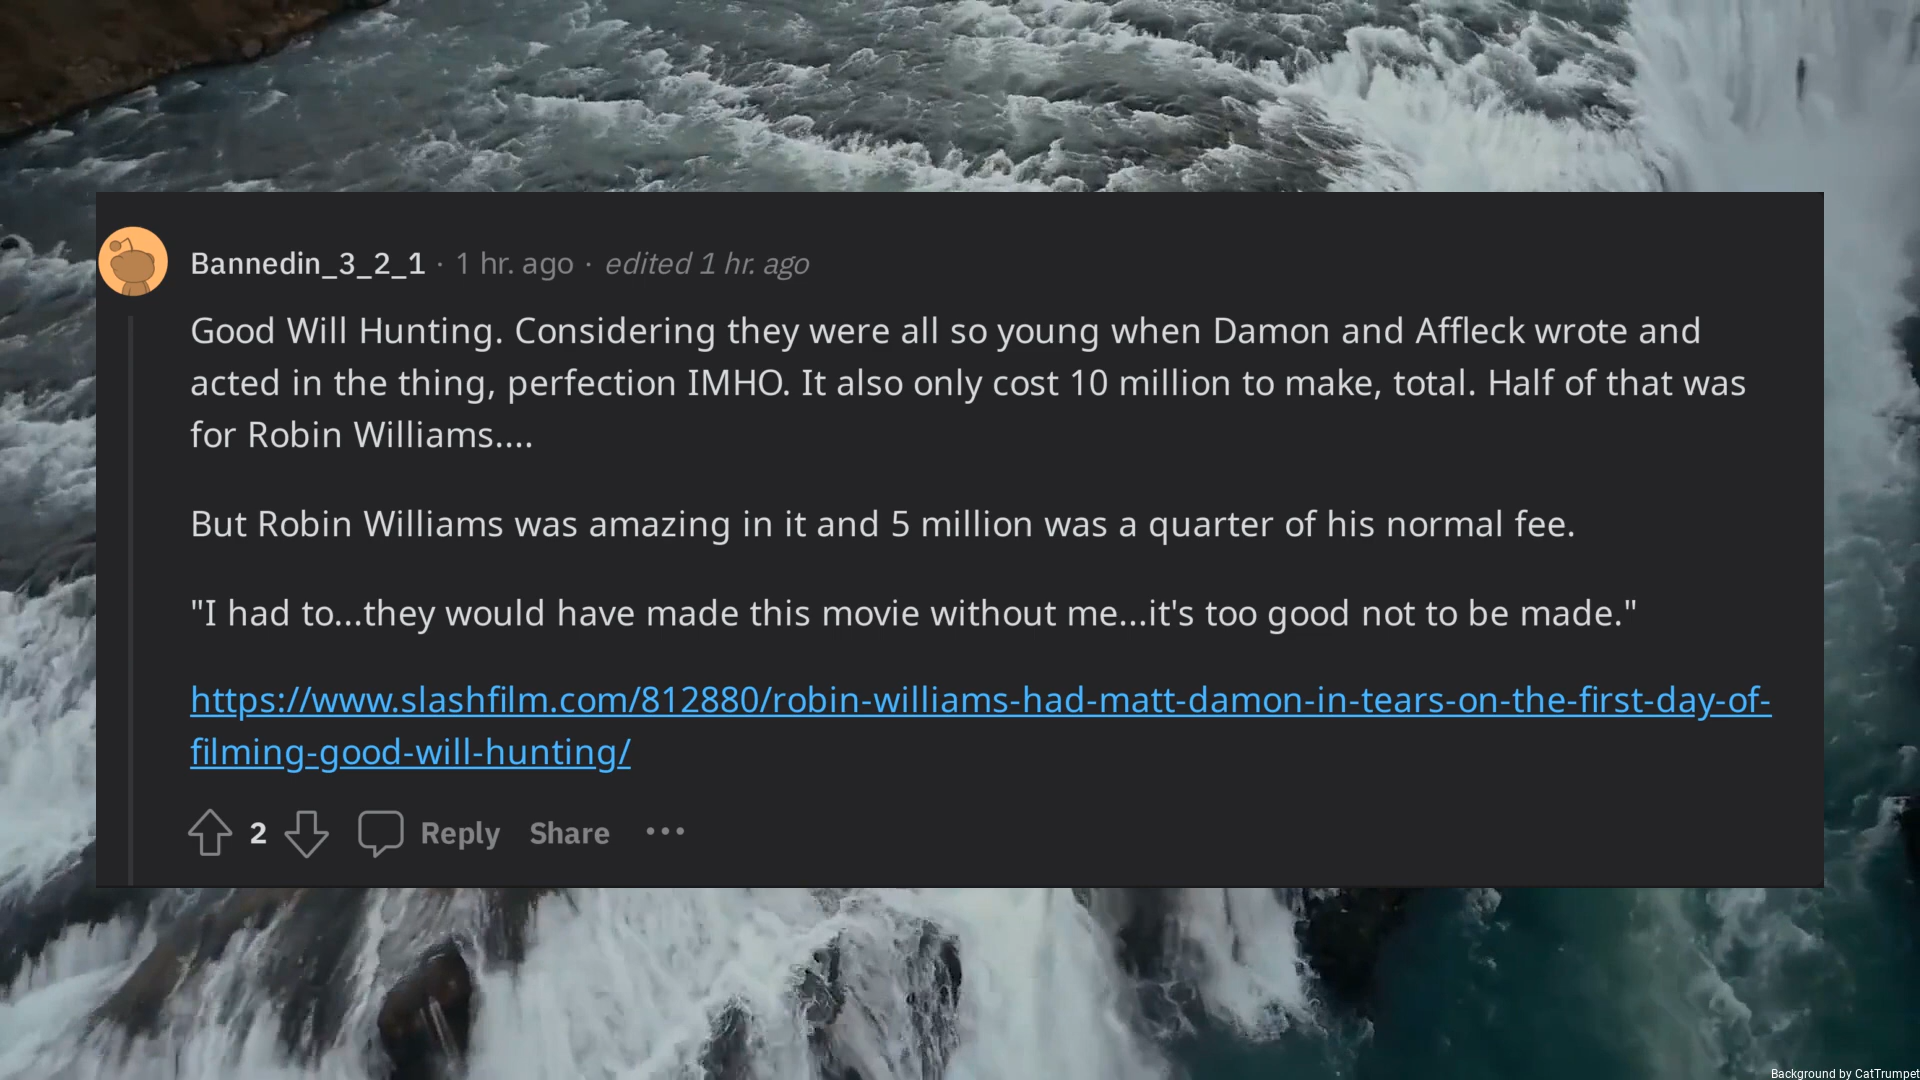 Bannedin_3_2_1 · 1 hr. ago · edited 1 hr. ago
Good Will Hunting. Considering they were all so young when Damon and Affleck wrote and
acted in the thing, perfection IMHO. It also only cost 10 million to make, total. Half of that was
for Robin Williams....
But Robin Williams was amazing in it and 5 million was a quarter of his normal fee.
"I had to...they would have made this movie without me...it's too good not to be made."
https://www.slashfilm.com/812880/robin-williams-had-matt-damon-in-tears-on-the-first-day-of-
filming-good-will-hunting/
2 Reply Share ···
Background by CatTrumpet